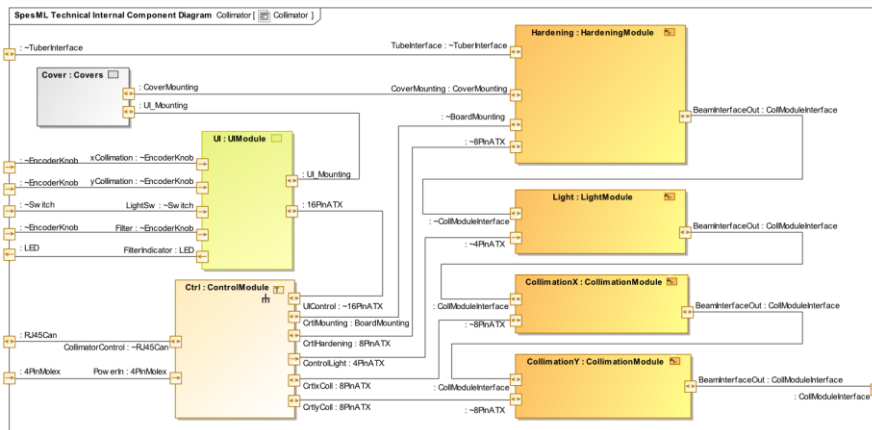 SpesML Technical Internal Component Diagram Collimator [ Collimator ]
Hardening : HardeningModule
: ~TuberInterface
TubeInterface : ~TuberInterface
Cover : Covers
: CoverMounting
CoverMounting : CoverMounting
: UI_Mounting
BeamInterfaceOut : CollModuleInterface
: ~BoardMounting
UI : UIModule
: ~8PinATX
xCollimation : ~EncoderKnob
: ~EncoderKnob
: UI_Mounting
yCollimation : ~EncoderKnob
: ~EncoderKnob
Light : LightModule
LightSw : ~Switch
: ~Switch
: 16PinATX
: ~CollModuleInterface
BeamInterfaceOut : CollModuleInterface
Filter : ~EncoderKnob
: ~EncoderKnob
: ~4PinATX
FilterIndicator : LED
: LED
CollimationX : CollimationModule
Ctrl : ControlModule
UIControl : ~16PinATX
: CollModuleInterface
BeamInterfaceOut : CollModuleInterface
CrtlMounting : BoardMounting
: ~8PinATX
: RJ45Can
CrtlHardening : 8PinATX
CollimatorControl : ~RJ45Can
ControlLight : 4PinATX
CollimationY : CollimationModule
: 4PinMolex
PowerIn : 4PinMolex
CrtlxColl : 8PinATX
: CollModuleInterface
BeamInterfaceOut : CollModuleInterface
: CollModuleInterface
CrtlyColl : 8PinATX
: ~8PinATX